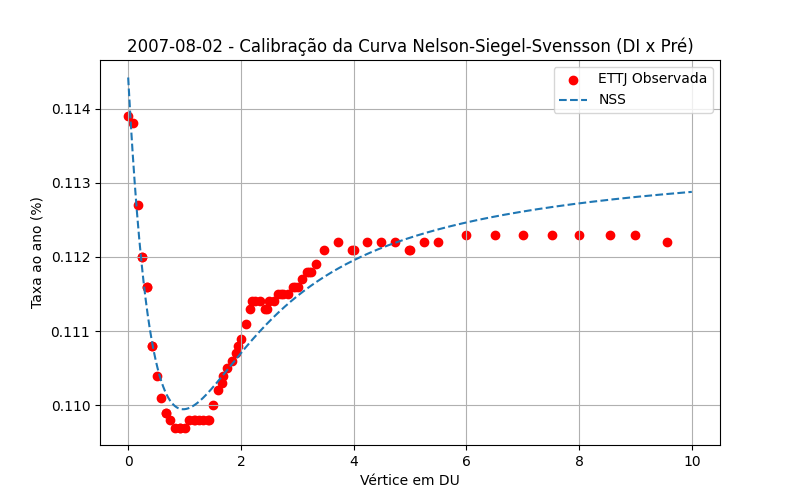 2007-08-02 - Calibração da Curva Nelson-Siegel-Svensson (DI x Pré)
ETTJ Observada
NSS
Taxa ao ano (%)
0.114
0.113
0.112
0.111
0.110
0 2 4 6 8 10
Vértice em DU